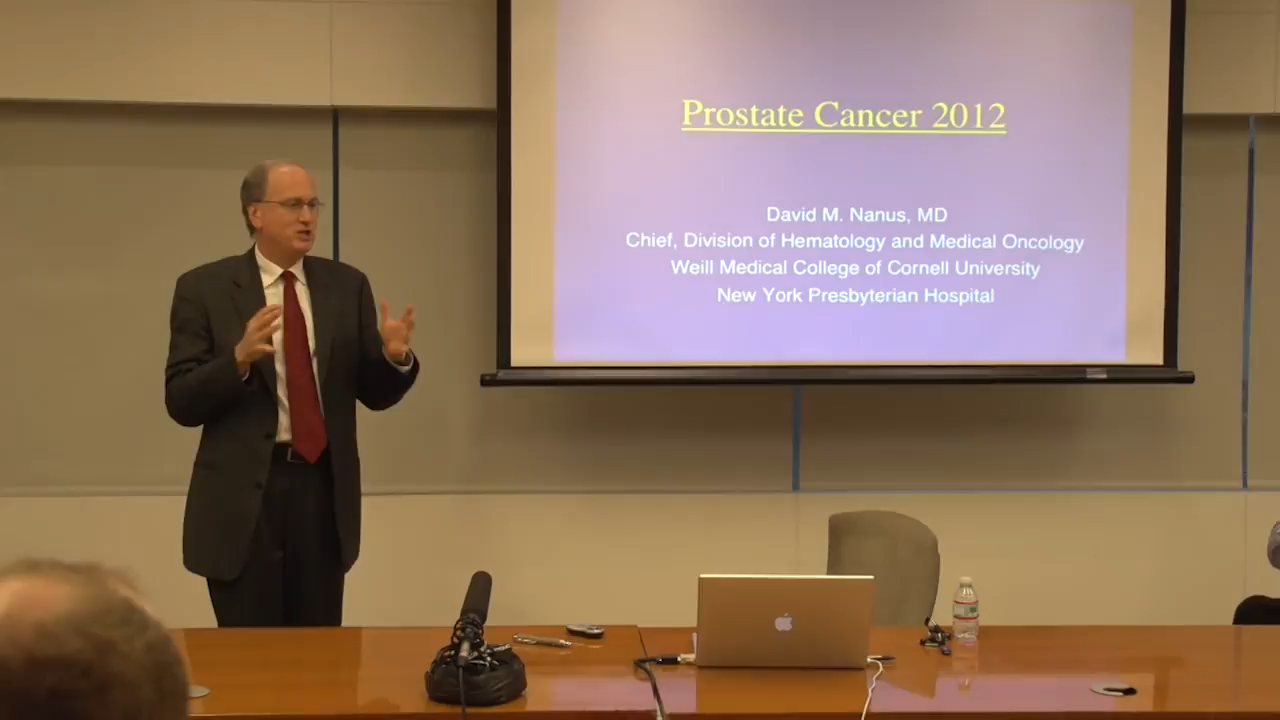 Prostate Cancer 2012
David M. Nanus, MD
Chief, Division of Hematology and Medical Oncology
Weill Medical College of Cornell University
New York Presbyterian Hospital